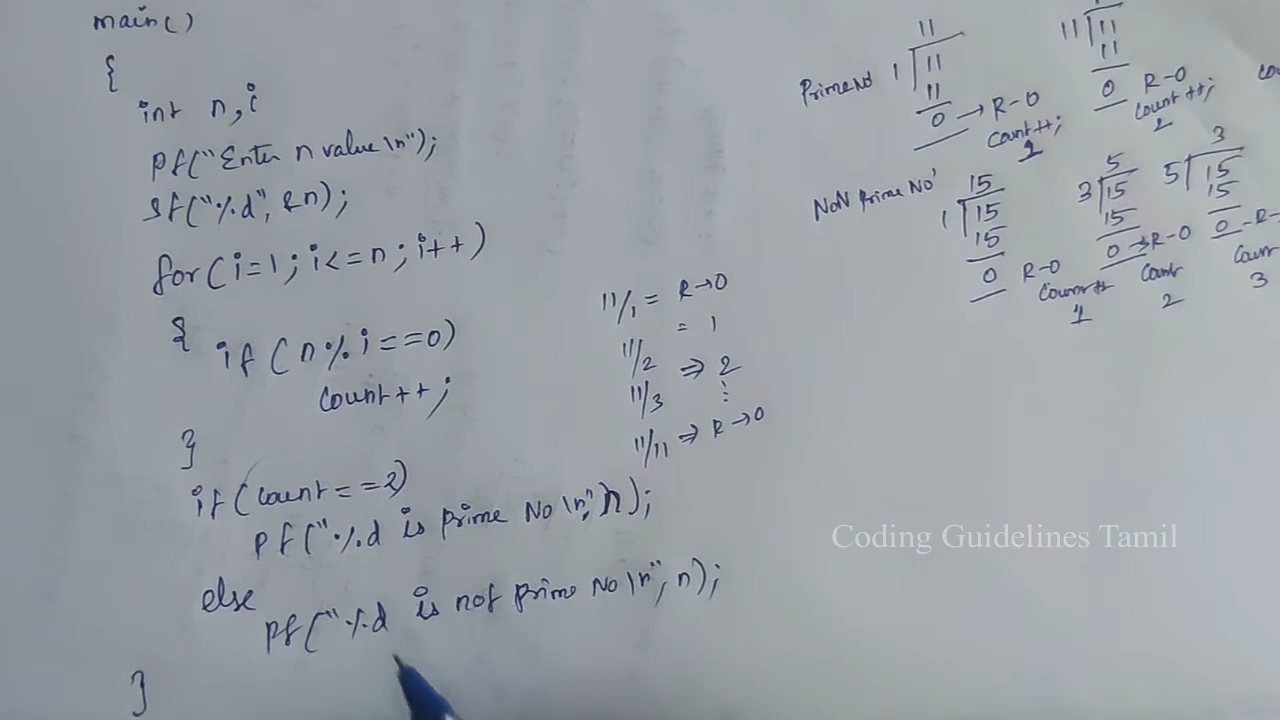 main()
{
int n,i
Pf("Enter n value \n");
sf("%d", &n);
for(i=1; i<=n; i++)
{
if (n%i==0)
count++;
}
if(count==2)
Pf("%d is prime No \n",n);
else
Pf("%d is not prime No \n", n);
}
11/1 = R→0
= 1
11/2 ⇒ 2
11/3 ⋮
11/11 ⇒ R→0
Prime No
11
1 11
11
0 → R-0
count++;
1
11 11
11
0 R-0
count++;
2
Non prime No'
15
1 15
15
0 R-0
count++
1
5
3 15
15
0 → R-0
Count
2
3
5 15
15
0 - R-
Count
3
Coding Guidelines Tamil